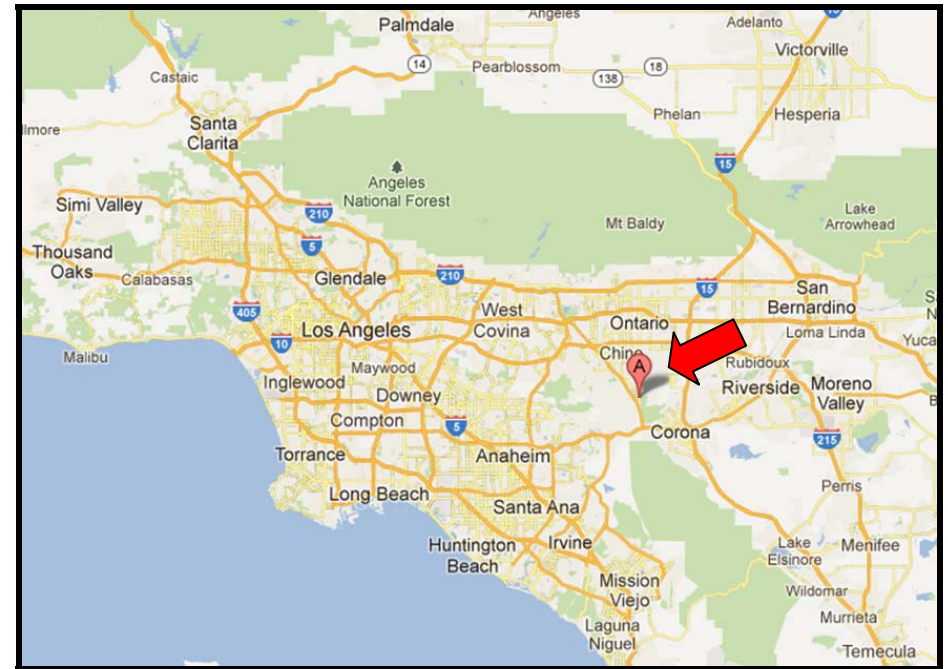 Palmdale
Angeles
Adelanto
15
Victorville
Castaic
14
Pearblossom
138
18
Santa
Clarita
Phelan
Hesperia
Angeles
National Forest
15
Simi Valley
210
Mt Baldy
Lake
Arrowhead
Thousand
Oaks
5
Calabasas
Glendale
210
15
San
Bernardino
405
West
Covina
Ontario
Los Angeles
10
Loma Linda
Malibu
Maywood
Chino
A
Rubidoux
Inglewood
Downey
Riverside
Moreno
Valley
Compton
5
Corona
215
Torrance
Anaheim
Long Beach
Santa Ana
Perris
Huntington
Beach
Irvine
Lake
Elsinore
Menifee
Mission
Viejo
Wildomar
Laguna
Niguel
Murrieta
Temecula